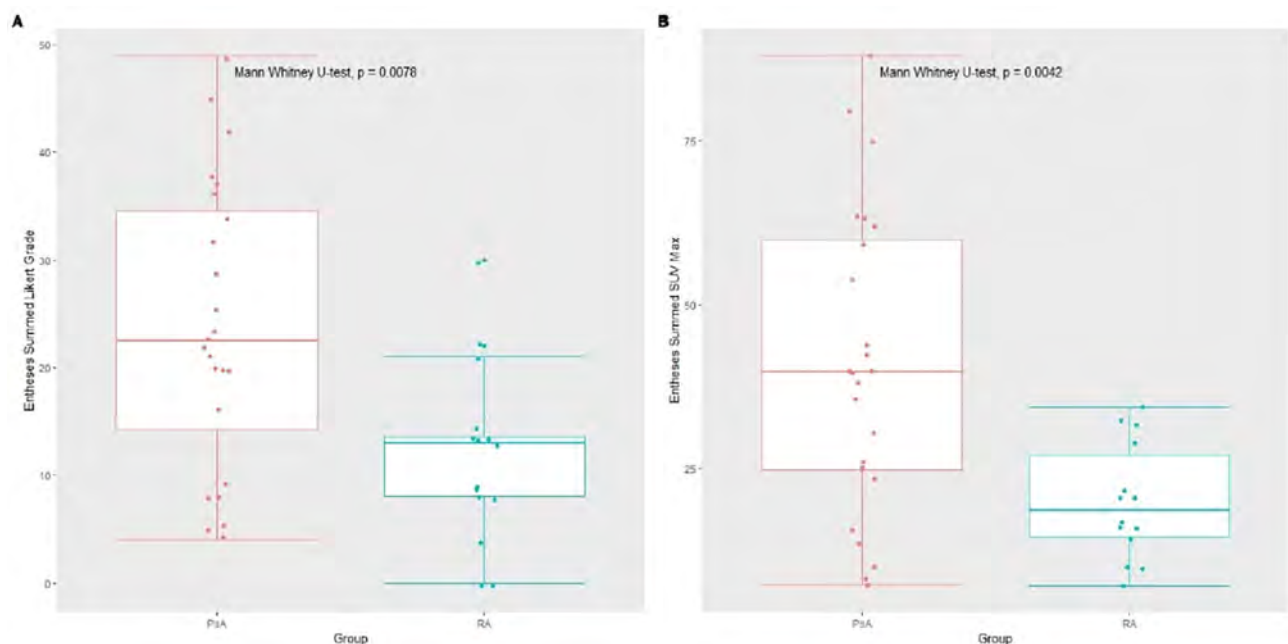 A
Mann Whitney U-test, p = 0.0078
50
40
30
20
10
0
Entheses Summed Likert Grade
PsA
RA
Group
B
Mann Whitney U-test, p = 0.0042
75
50
25
Entheses Summed SUV Max
PsA
RA
Group